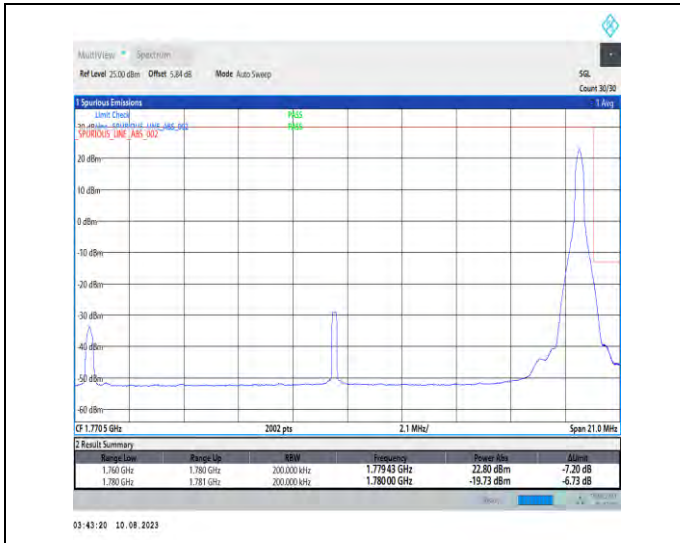 MultiView Spectrum
Ref Level 25.00 dBm Offset 5.84 dB Mode Auto Sweep SGL
Count 30/30
1 Spurious Emissions 1 Avg
Limit Check PASS
30 dBm Line _SPURIOUS_LINE_ABS_002 PASS
SPURIOUS_LINE_ABS_002
20 dBm
10 dBm
0 dBm
-10 dBm
-20 dBm
-30 dBm
-40 dBm
-50 dBm
-60 dBm
CF 1.7705 GHz 2002 pts 2.1 MHz/ Span 21.0 MHz
2 Result Summary
Range Low Range Up RBW Frequency Power Abs ΔLimit
1.760 GHz 1.780 GHz 200.000 kHz 1.77943 GHz 22.80 dBm -7.20 dB
1.780 GHz 1.781 GHz 200.000 kHz 1.78000 GHz -19.73 dBm -6.73 dB
03:43:20 10.08.2023